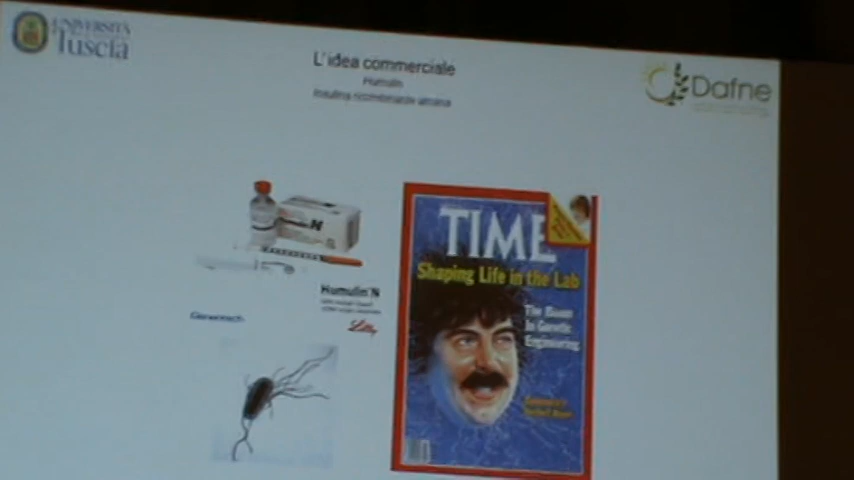 UNIVERSITÀ
Tuscia
L'idea commerciale
Humulin
Insulina ricombinante umana
Dafne
N
TIME
Shaping Life in the Lab
The Boom
In Genetic
Engineering
Humulin N
Lilly
Genentech